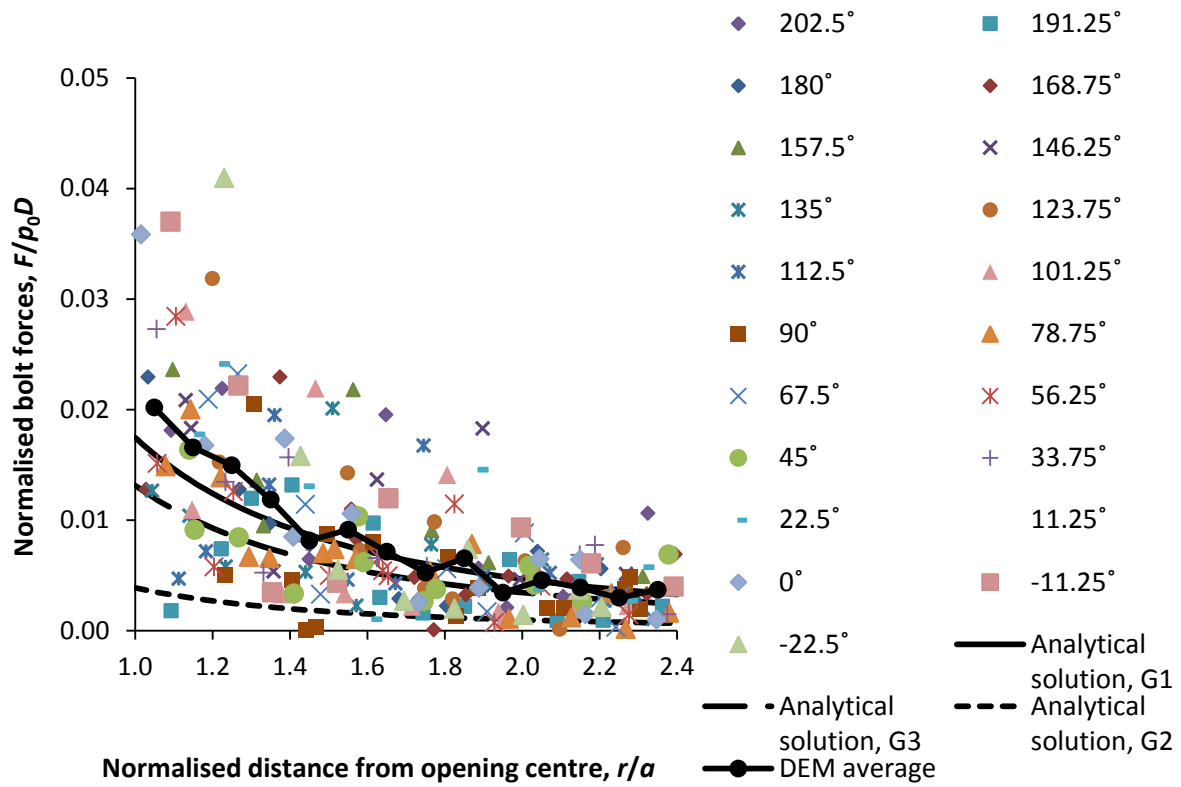 202.5˚ 191.25˚
180˚ 168.75˚
157.5˚ 146.25˚
135˚ 123.75˚
112.5˚ 101.25˚
90˚ 78.75˚
67.5˚ 56.25˚
45˚ 33.75˚
22.5˚ 11.25˚
0˚ -11.25˚
-22.5˚ Analytical
solution, G1
Analytical Analytical
solution, G3 solution, G2
DEM average
0.05
0.04
0.03
0.02
0.01
0.00
1.0 1.2 1.4 1.6 1.8 2.0 2.2 2.4
Normalised bolt forces, F/p₀D
Normalised distance from opening centre, r/a